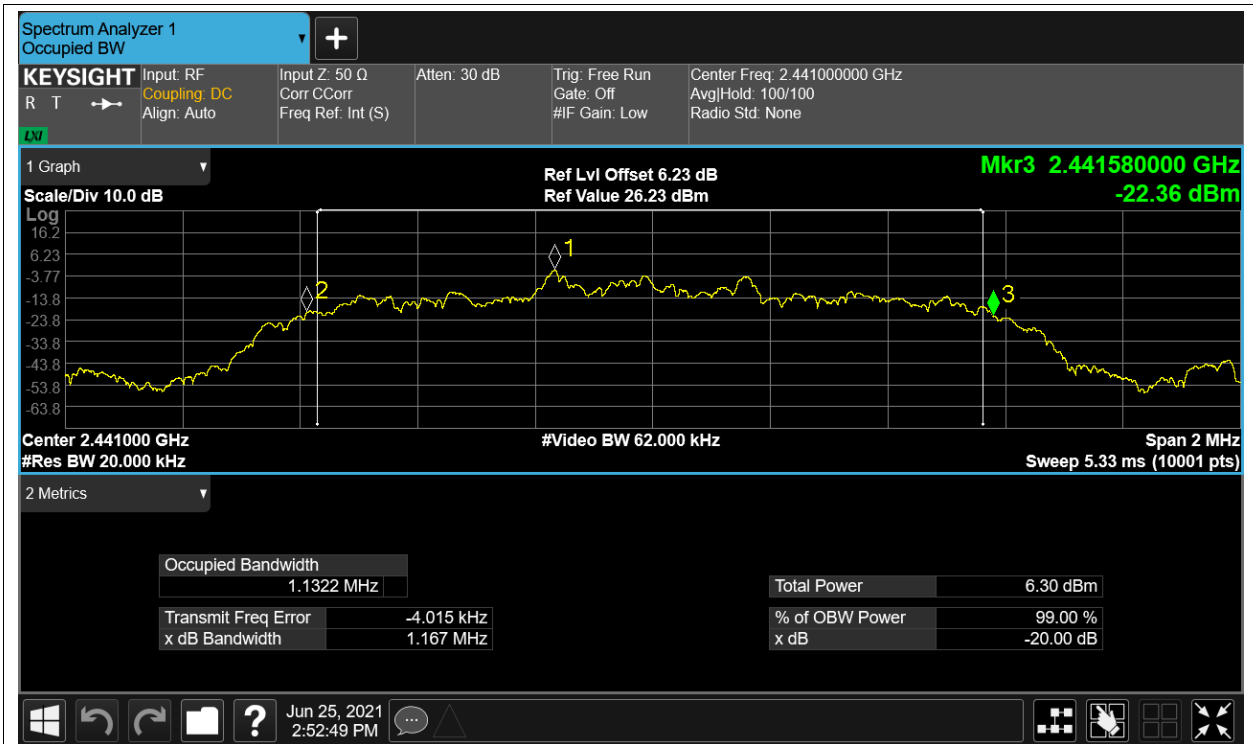 Spectrum Analyzer 1
Occupied BW
KEYSIGHT
R T
LXI
Input: RF
Coupling: DC
Align: Auto
Input Z: 50 Ω
Corr CCorr
Freq Ref: Int (S)
Atten: 30 dB
Trig: Free Run
Gate: Off
#IF Gain: Low
Center Freq: 2.441000000 GHz
Avg|Hold: 100/100
Radio Std: None
1 Graph
Scale/Div 10.0 dB
Ref Lvl Offset 6.23 dB
Ref Value 26.23 dBm
Mkr3 2.441580000 GHz
-22.36 dBm
Log
16.2
6.23
-3.77
-13.8
-23.8
-33.8
-43.8
-53.8
-63.8
1
2
3
Center 2.441000 GHz
#Res BW 20.000 kHz
#Video BW 62.000 kHz
Span 2 MHz
Sweep 5.33 ms (10001 pts)
2 Metrics
Occupied Bandwidth
1.1322 MHz
Transmit Freq Error -4.015 kHz
x dB Bandwidth 1.167 MHz
Total Power 6.30 dBm
% of OBW Power 99.00 %
x dB -20.00 dB
?
Jun 25, 2021
2:52:49 PM